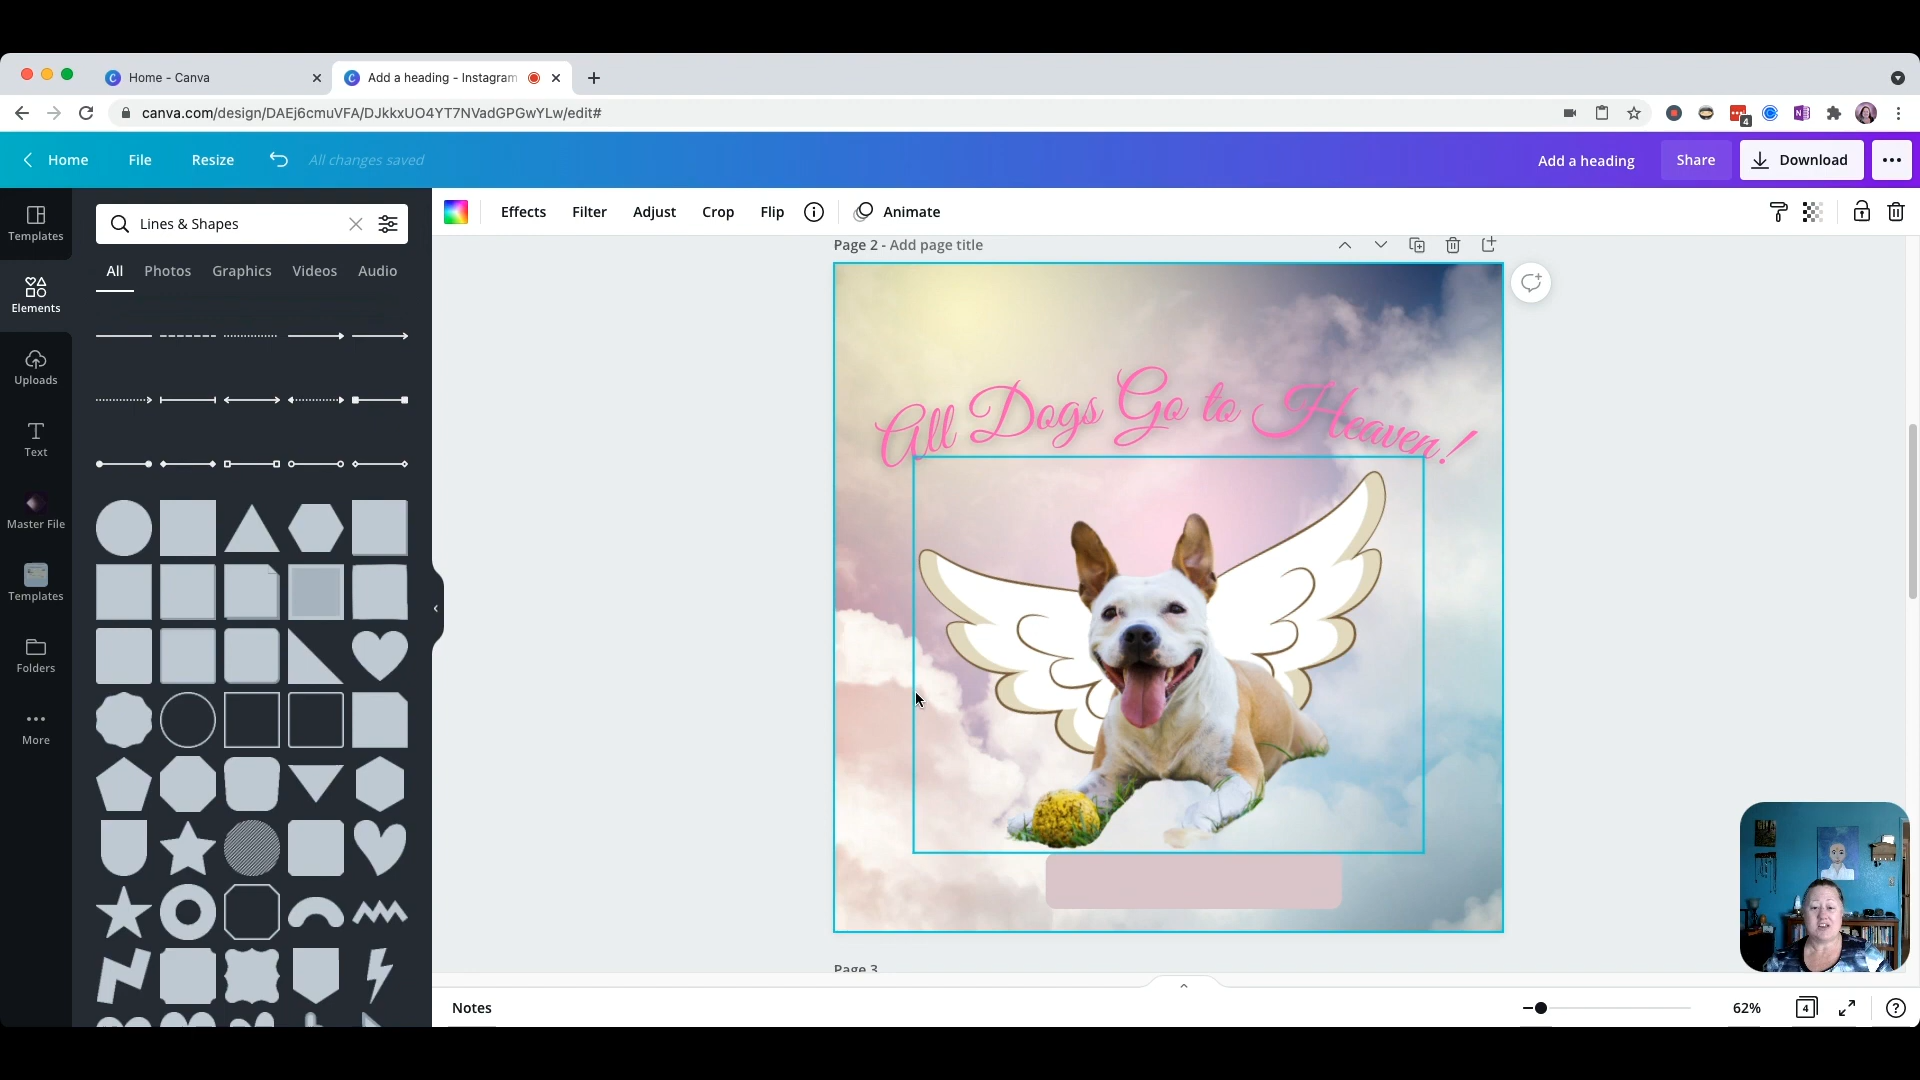 Home - Canva
Add a heading - Instagram
canva.com/design/DAEj6cmuVFA/DJkkxUO4YT7NVadGPGwYLw/edit#
4
Home
File
Resize
All changes saved
Add a heading
Share
Download
Templates
Elements
Uploads
Text
Master File
Templates
Folders
More
Lines & Shapes
All
Photos
Graphics
Videos
Audio
Effects
Filter
Adjust
Crop
Flip
Animate
Page 2 - Add page title
All Dogs Go to Heaven!
Page 3
Notes
62%
4